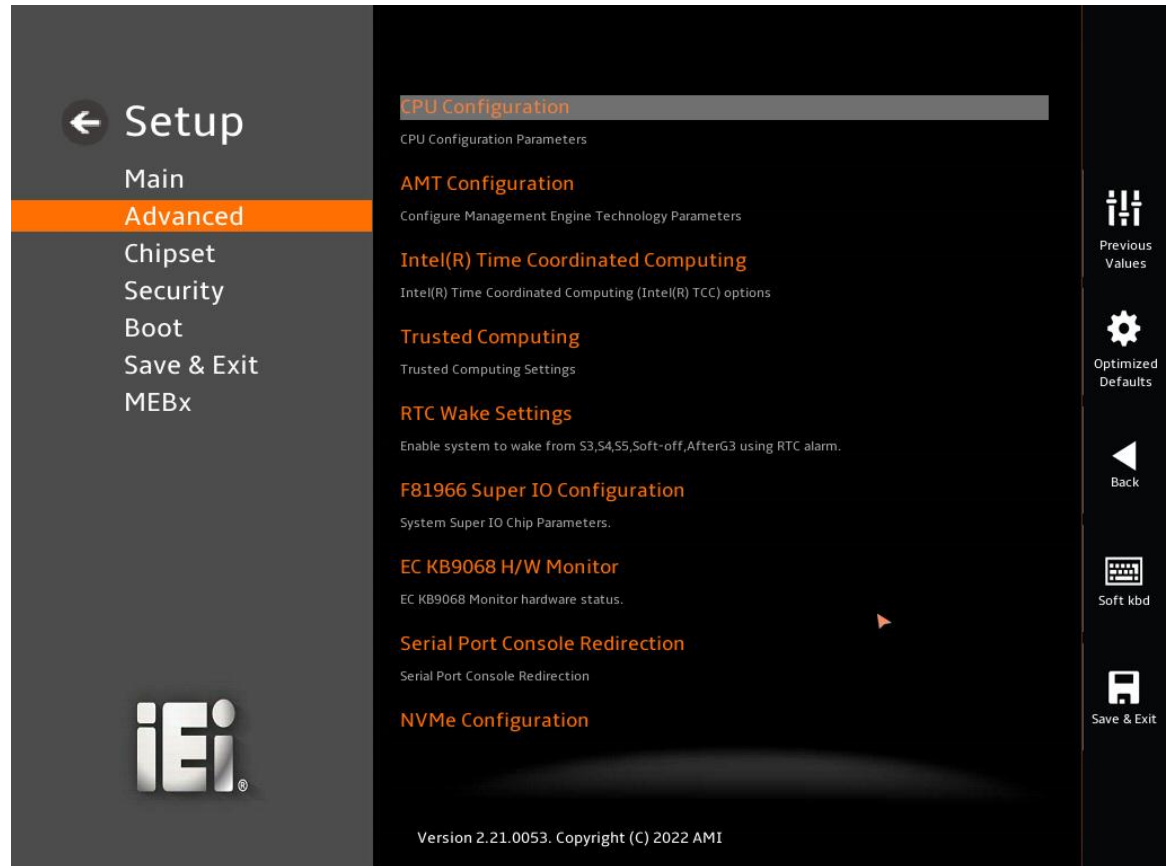 Setup
Main
Advanced
Chipset
Security
Boot
Save & Exit
MEBx
iEi®
CPU Configuration
CPU Configuration Parameters
AMT Configuration
Configure Management Engine Technology Parameters
Intel(R) Time Coordinated Computing
Intel(R) Time Coordinated Computing (Intel(R) TCC) options
Trusted Computing
Trusted Computing Settings
RTC Wake Settings
Enable system to wake from S3,S4,S5,Soft-off,AfterG3 using RTC alarm.
F81966 Super IO Configuration
System Super IO Chip Parameters.
EC KB9068 H/W Monitor
EC KB9068 Monitor hardware status.
Serial Port Console Redirection
Serial Port Console Redirection
NVMe Configuration
Version 2.21.0053. Copyright (C) 2022 AMI
Previous
Values
Optimized
Defaults
Back
Soft kbd
Save & Exit